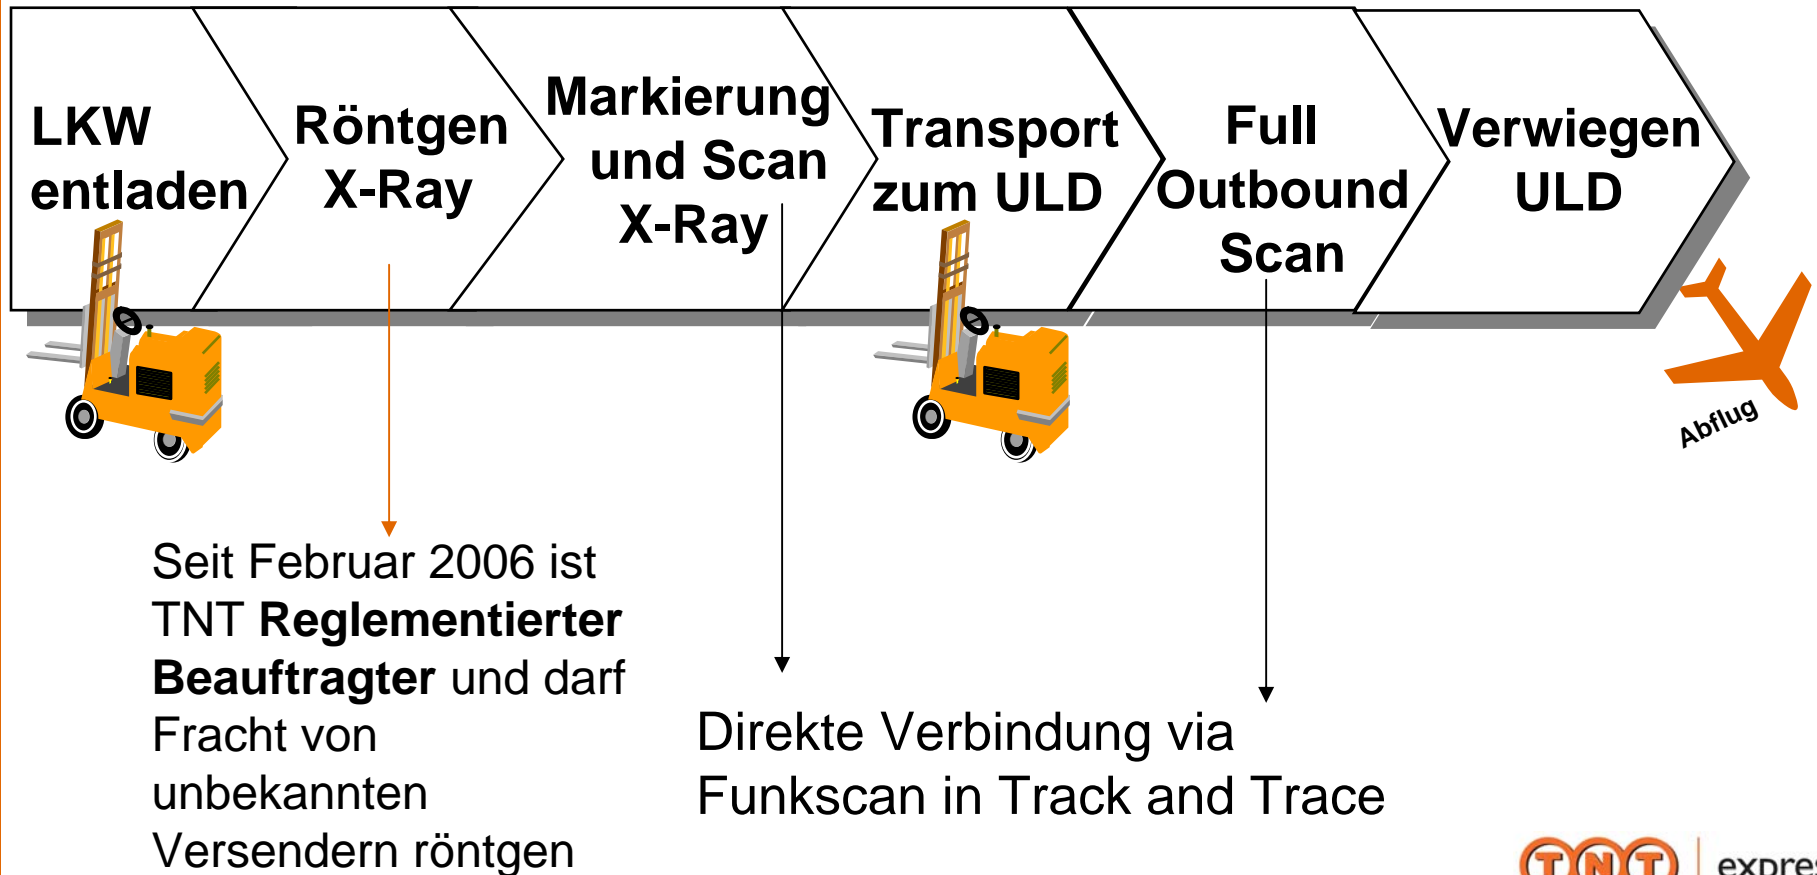 LKW
entladen
Röntgen
X-Ray
Markierung
und Scan
X-Ray
Transport
zum ULD
Full
Outbound
Scan
Verwiegen
ULD
Abflug
Seit Februar 2006 ist
TNT Reglementierter
Beauftragter und darf
Fracht von
unbekannten
Versendern röntgen
Direkte Verbindung via
Funkscan in Track and Trace
TNT